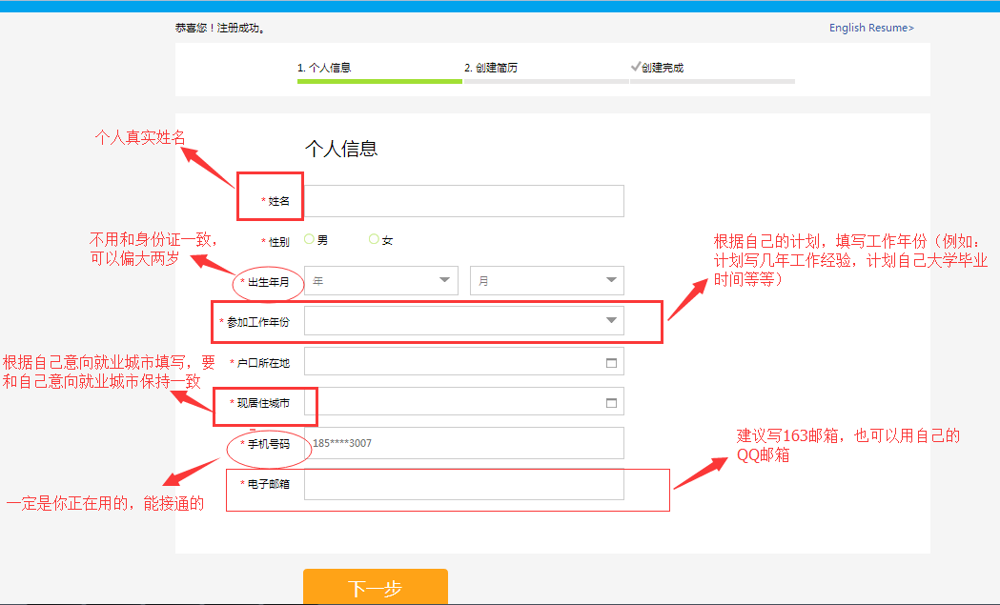 恭喜您！注册成功。
English Resume>
1. 个人信息
2. 创建简历
创建完成
个人真实姓名
个人信息
* 姓名
不用和身份证一致，
可以偏大两岁
* 性别
男
女
根据自己的计划，填写工作年份（例如：
计划写几年工作经验，计划自己大学毕业
时间等等）
* 出生年月
年
月
* 参加工作年份
根据自己意向就业城市填写，要
和自己意向就业城市保持一致
* 户口所在地
* 现居住城市
* 手机号码
185****3007
建议写163邮箱，也可以用自己的
QQ邮箱
* 电子邮箱
一定是你正在用的，能接通的
下一步